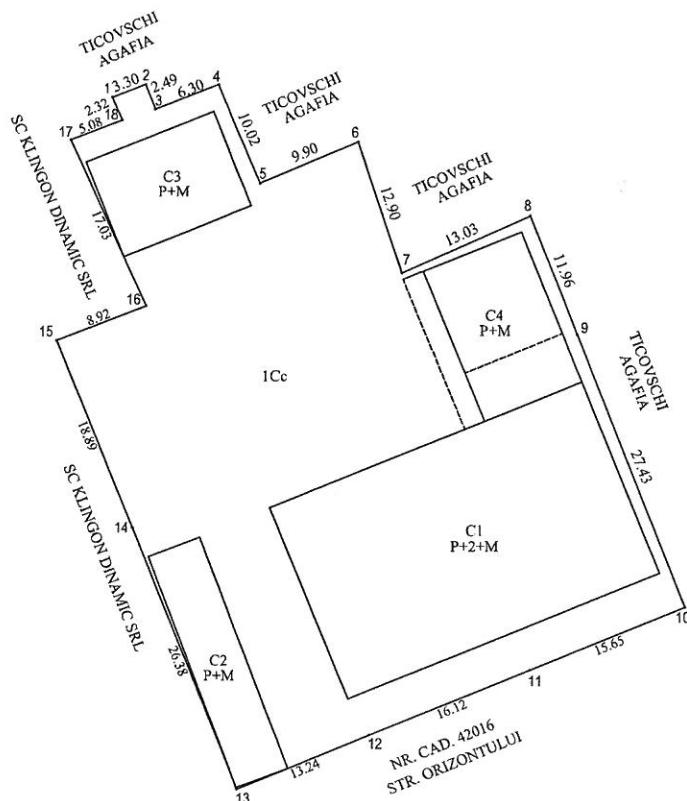 TICOVSCHI
AGAFIA
1
3.30
2
2.32
2.49
18
3
6.30
4
17
5.08
TICOVSCHI
AGAFIA
10.02
SC KLINGON DINAMIC SRL
C3
P+M
5
9.90
6
17.03
12.90
TICOVSCHI
AGAFIA
7
13.03
8
16
8.92
15
11.96
C4
P+M
9
1Cc
TICOVSCHI
AGAFIA
18.89
27.43
SC KLINGON DINAMIC SRL
14
C1
P+2+M
26.38
C2
P+M
10
15.65
11
16.12
12
13.24
13
NR. CAD. 42016
STR. ORIZONTULUI